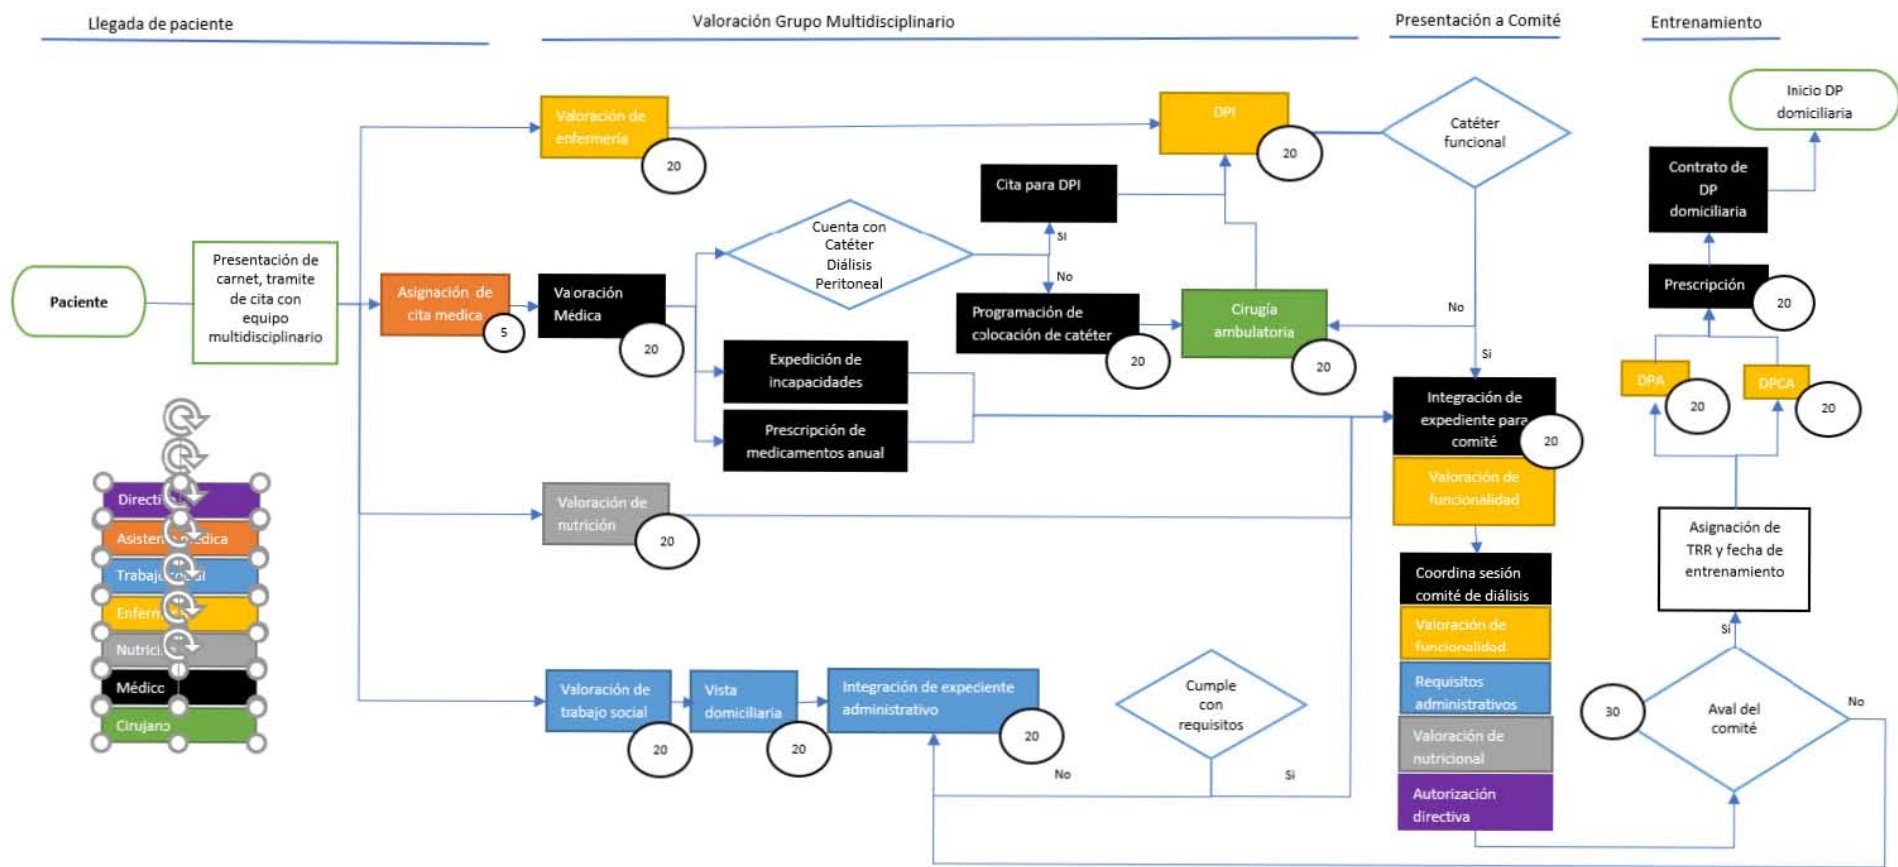 Llegada de paciente
Valoración Grupo Multidisciplinario
Presentación a Comité
Entrenamiento
Paciente
Presentación de
carnet, tramite
de cita con
equipo
multidisciplinario
Asignación de
cita medica
5
Valoración de
enfermería
20
Valoración
Médica
20
Cuenta con
Catéter
Diálisis
Peritoneal
Si
No
Cita para DPI
Programación de
colocación de catéter
20
DPI
20
Cirugía
ambulatoria
20
Expedición de
incapacidades
Prescripción de
medicamentos anual
Valoración de
nutrición
20
Valoración de
trabajo social
20
Vista
domiciliaria
20
Integración de expeciente
administrativo
20
Cumple
con
requisitos
No
Si
Catéter
funcional
No
Si
Integración de
expediente para
comité
20
Valoración de
funcionalidad
Coordina sesión
comité de diálisis
Valoración de
funcionalidad
Requisitos
administrativos
Valoración de
nutricional
Autorización
directiva
Inicio DP
domiciliaria
Contrato de
DP
domiciliaria
Prescripción
20
DPA
20
DPCA
20
Asignación de
TRR y fecha de
entrenamiento
Si
30
Aval del
comité
No
Médico
Cirujano